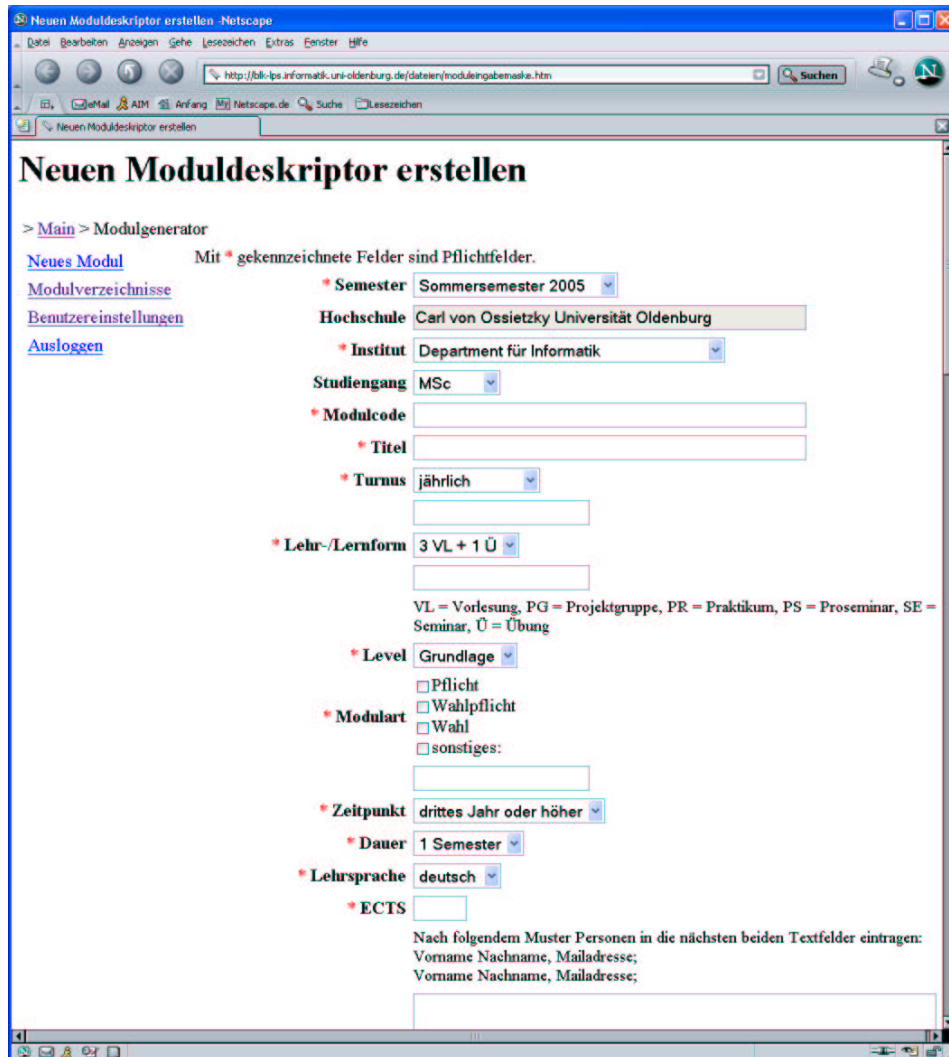 Neuen Moduldeskriptor erstellen -Netscape
Datei Bearbeiten Anzeigen Gehe Lesezeichen Extras Fenster Hilfe
http://blk-lps.informatik.uni-oldenburg.de/dateien/moduleingabemaske.htm Suchen
eMail AIM Anfang Netscape.de Suche Lesezeichen
Neuen Moduldeskriptor erstellen
Neuen Moduldeskriptor erstellen
> Main > Modulgenerator
Neues Modul
Modulverzeichnisse
Benutzereinstellungen
Ausloggen
Mit * gekennzeichnete Felder sind Pflichtfelder.
* Semester Sommersemester 2005
Hochschule Carl von Ossietzky Universität Oldenburg
* Institut Department für Informatik
Studiengang MSc
* Modulcode
* Titel
* Turnus jährlich
* Lehr-/Lernform 3 VL + 1 Ü
VL = Vorlesung, PG = Projektgruppe, PR = Praktikum, PS = Proseminar, SE =
Seminar, Ü = Übung
* Level Grundlage
* Modulart
Pflicht
Wahlpflicht
Wahl
sonstiges:
* Zeitpunkt drittes Jahr oder höher
* Dauer 1 Semester
* Lehrsprache deutsch
* ECTS
Nach folgendem Muster Personen in die nächsten beiden Textfelder eintragen:
Vorname Nachname, Mailadresse;
Vorname Nachname, Mailadresse;